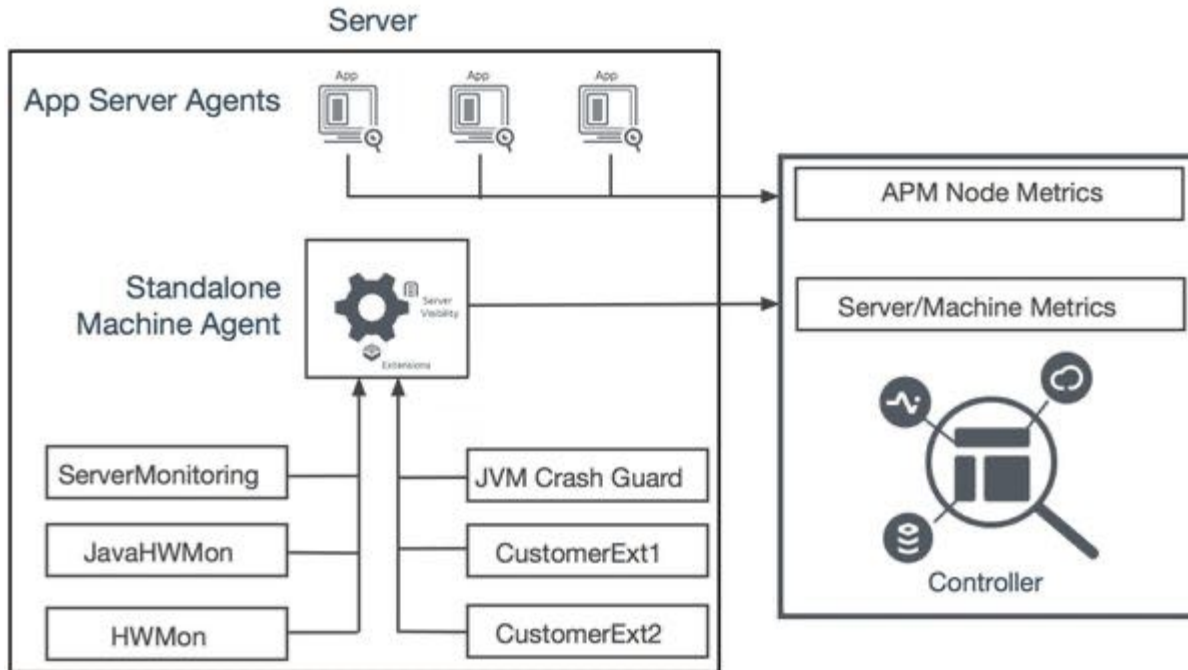 Server
App Server Agents
App
App
App
APM Node Metrics
Standalone
Machine Agent
Server
Visibility
Extensions
Server/Machine Metrics
ServerMonitoring
JVM Crash Guard
JavaHWMon
CustomerExt1
HWMon
CustomerExt2
Controller